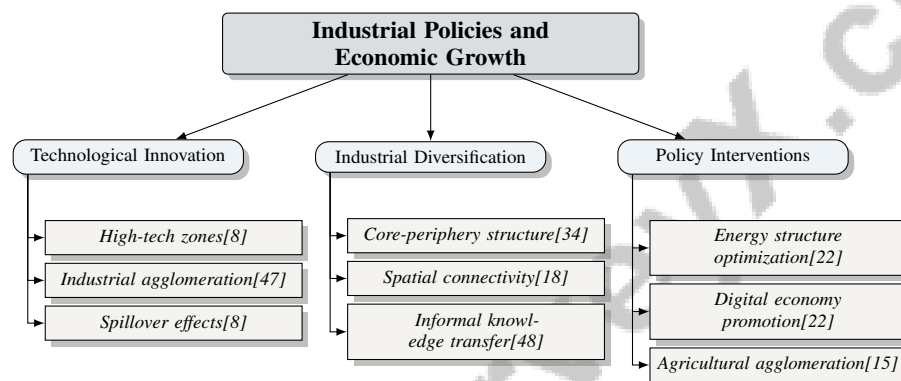 Industrial Policies and
Economic Growth
Technological Innovation
Industrial Diversification
Policy Interventions
High-tech zones[8]
Industrial agglomeration[47]
Spillover effects[8]
Core-periphery structure[34]
Spatial connectivity[18]
Informal knowl-
edge transfer[48]
Energy structure
optimization[22]
Digital economy
promotion[22]
Agricultural agglomeration[15]